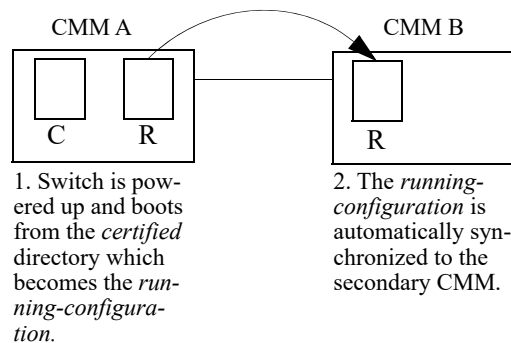 CMM A
CMM B
C
R
R
1. Switch is pow-
ered up and boots
from the certified
directory which
becomes the run-
ning-configura-
tion.
2. The running-
configuration is
automatically syn-
chronized to the
secondary CMM.